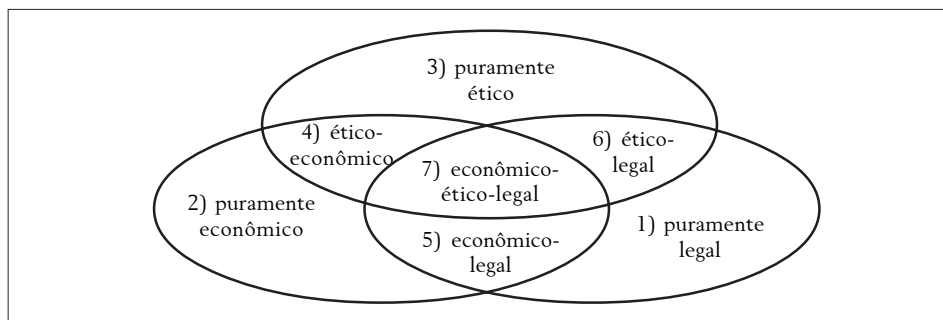 3) puramente
ético
4) ético-
econômico
6) ético-
legal
7) econômico-
ético-legal
2) puramente
econômico
1) puramente
legal
5) econômico-
legal